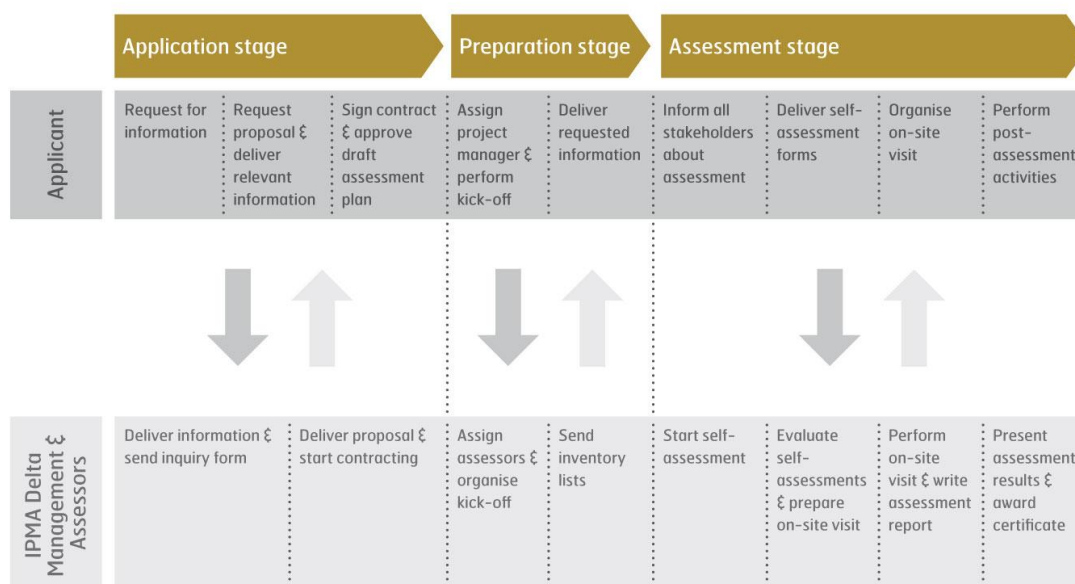 Application stage
Preparation stage
Assessment stage
Applicant
Request for
information
Request
proposal &
deliver
relevant
information
Sign contract
& approve
draft
assessment
plan
Assign
project
manager &
perform
kick-off
Deliver
requested
information
Inform all
stakeholders
about
assessment
Deliver self-
assessment
forms
Organise
on-site
visit
Perform
post-
assessment
activities
IPMA Delta
Management &
Assessors
Deliver information &
send inquiry form
Deliver proposal &
start contracting
Assign
assessors &
organise
kick-off
Send
inventory
lists
Start self-
assessment
Evaluate
self-
assessments
& prepare
on-site visit
Perform
on-site
visit & write
assessment
report
Present
assessment
results &
award
certificate